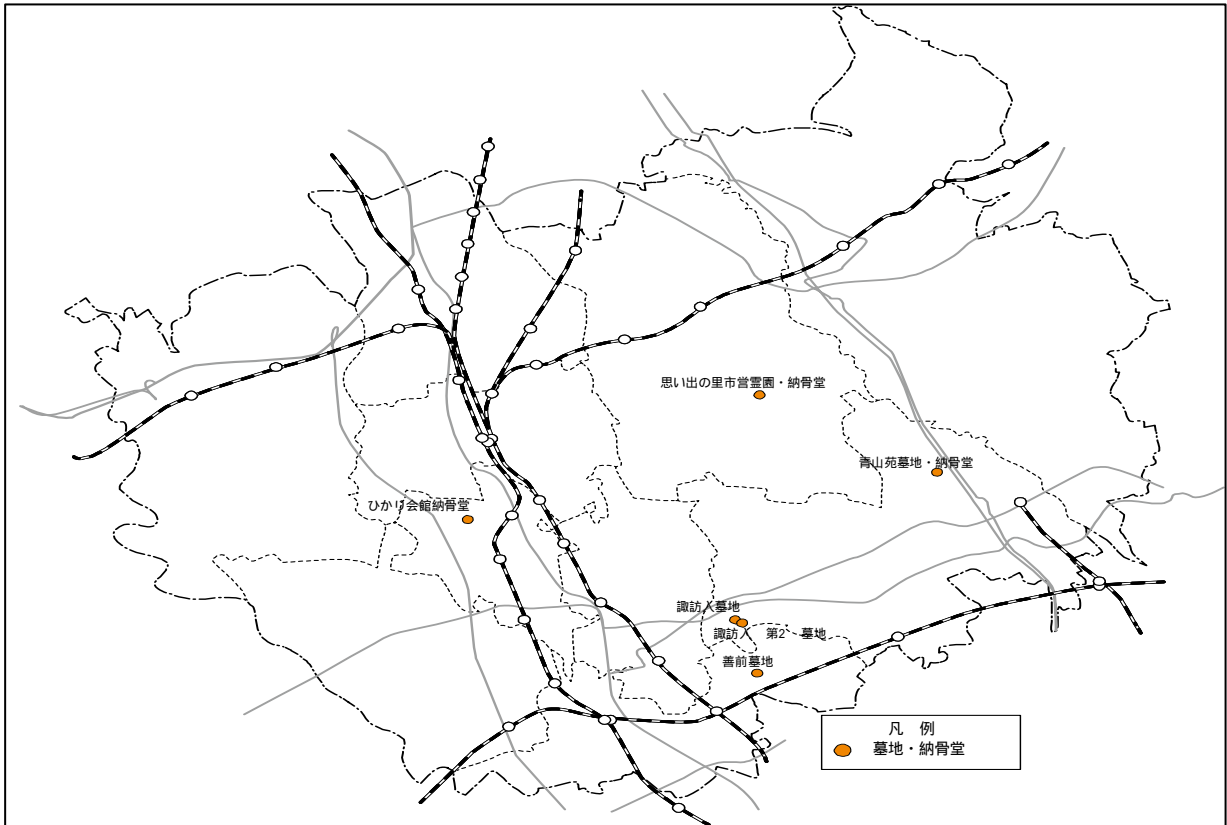 思い出の里市営霊園・納骨堂
青山苑墓地・納骨堂
ひかり会館納骨堂
諏訪入墓地
諏訪入 第2 墓地
善前墓地
凡 例
墓地・納骨堂